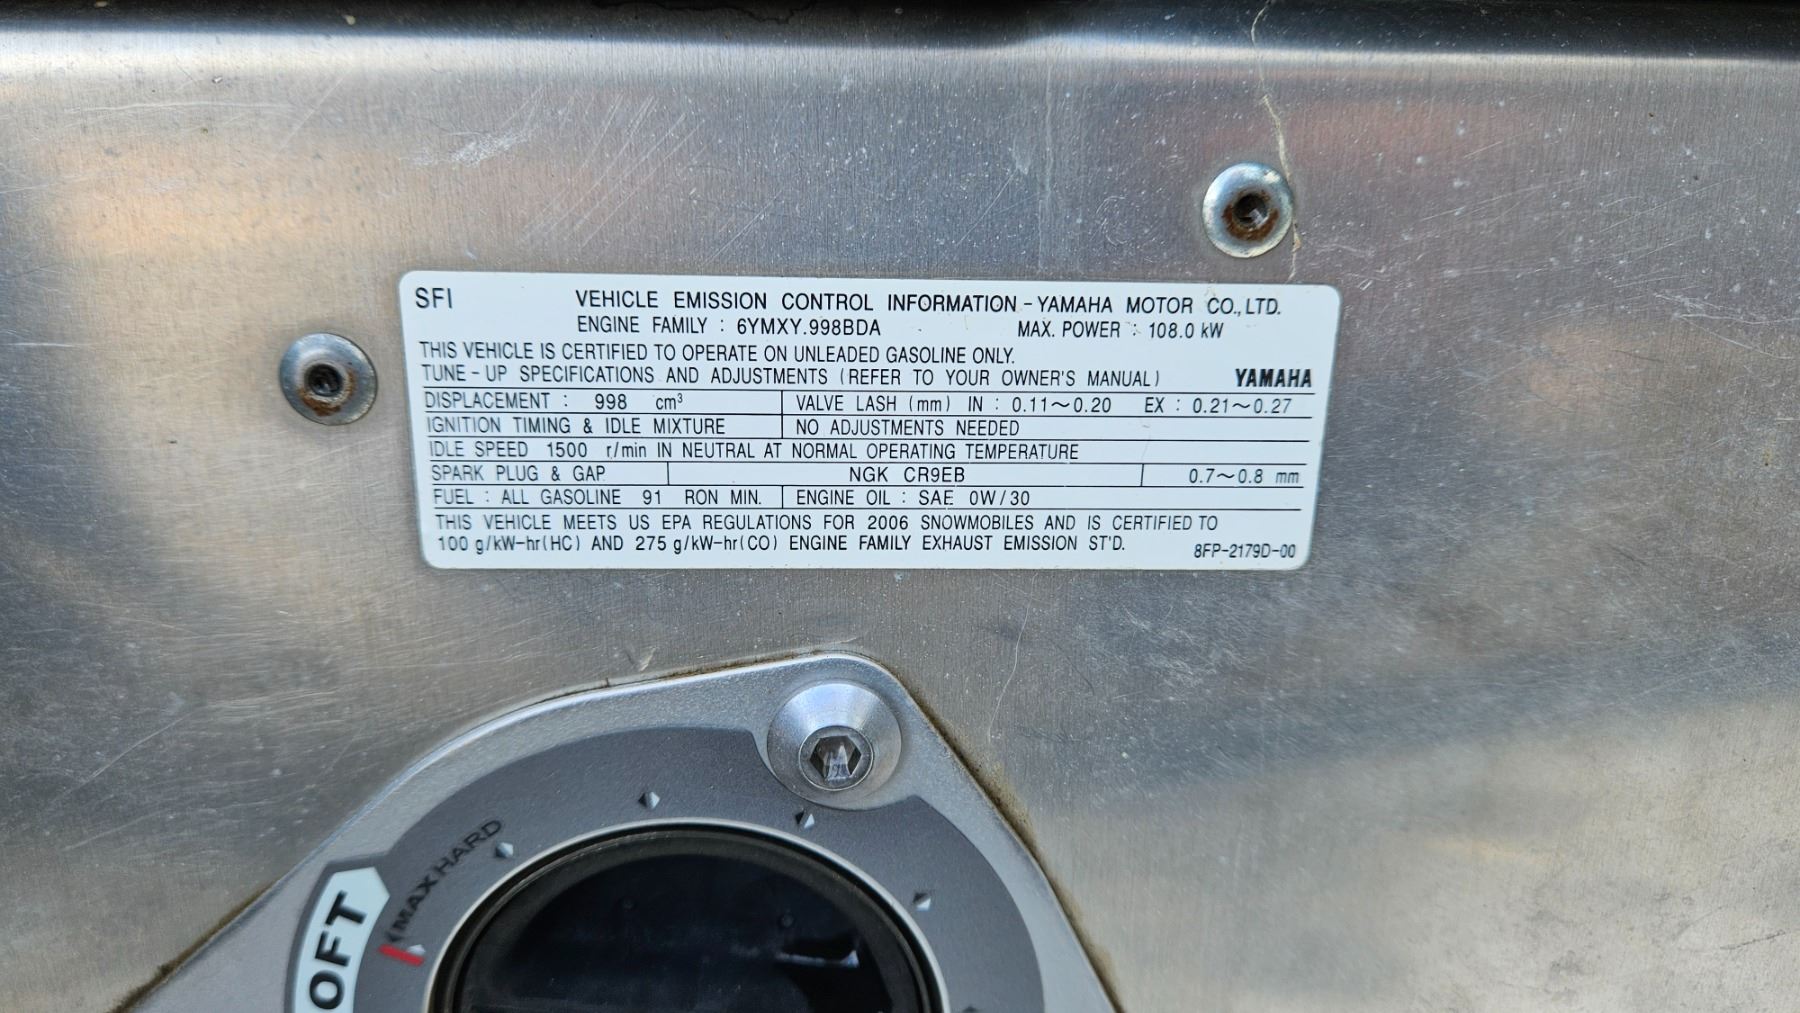 SFI
VEHICLE EMISSION CONTROL INFORMATION - YAMAHA MOTOR CO., LTD.
ENGINE FAMILY : 6YMXY.998BDA MAX. POWER : 108.0 kW
THIS VEHICLE IS CERTIFIED TO OPERATE ON UNLEADED GASOLINE ONLY.
TUNE-UP SPECIFICATIONS AND ADJUSTMENTS (REFER TO YOUR OWNER'S MANUAL) YAMAHA
DISPLACEMENT : 998 cm³ VALVE LASH (mm) IN : 0.11~0.20 EX : 0.21~0.27
IGNITION TIMING & IDLE MIXTURE NO ADJUSTMENTS NEEDED
IDLE SPEED 1500 r/min IN NEUTRAL AT NORMAL OPERATING TEMPERATURE
SPARK PLUG & GAP NGK CR9EB 0.7~0.8 mm
FUEL : ALL GASOLINE 91 RON MIN. ENGINE OIL : SAE 0W/30
THIS VEHICLE MEETS US EPA REGULATIONS FOR 2006 SNOWMOBILES AND IS CERTIFIED TO
100 g/kW-hr(HC) AND 275 g/kW-hr(CO) ENGINE FAMILY EXHAUST EMISSION ST'D. 8FP-2179D-00
(MAX HARD
OFT